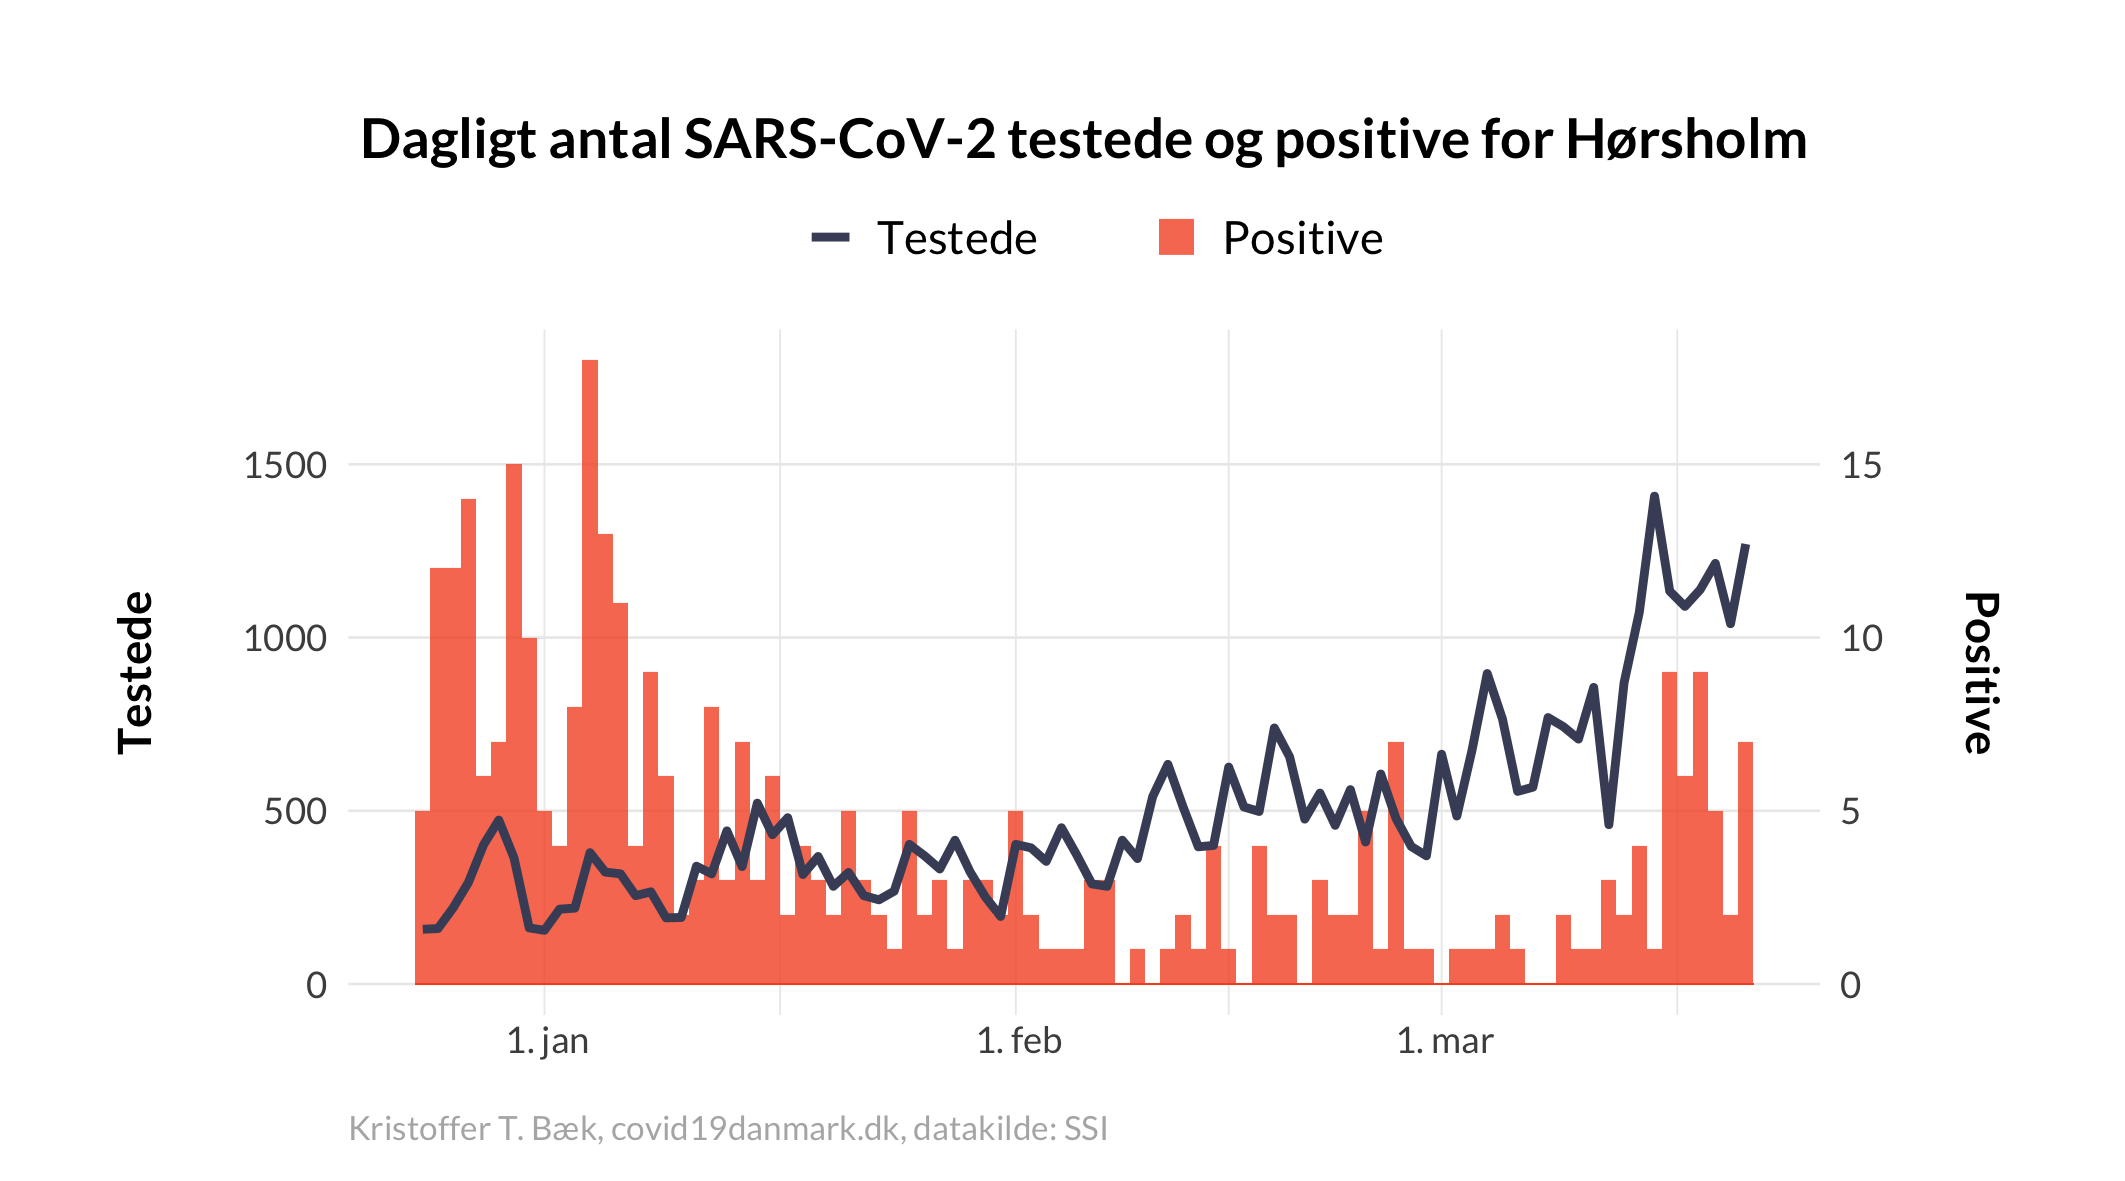 Dagligt antal SARS-CoV-2 testede og positive for Hørsholm
Testede
Positive
1500
1000
500
0
15
10
5
0
Testede
Positive
1. jan
1. feb
1. mar
Kristoffer T. Bæk, covid19danmark.dk, datakilde: SSI